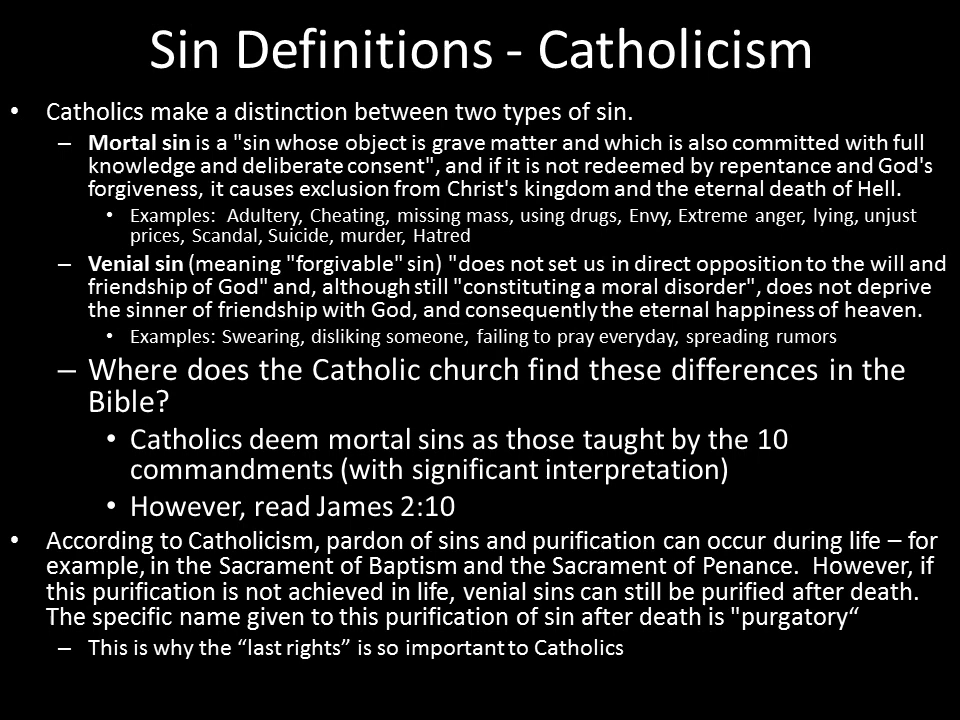 Sin Definitions - Catholicism
• Catholics make a distinction between two types of sin.
– Mortal sin is a "sin whose object is grave matter and which is also committed with full
knowledge and deliberate consent", and if it is not redeemed by repentance and God's
forgiveness, it causes exclusion from Christ's kingdom and the eternal death of Hell.
• Examples:  Adultery, Cheating, missing mass, using drugs, Envy, Extreme anger, lying, unjust
prices, Scandal, Suicide, murder, Hatred
– Venial sin (meaning "forgivable" sin) "does not set us in direct opposition to the will and
friendship of God" and, although still "constituting a moral disorder", does not deprive
the sinner of friendship with God, and consequently the eternal happiness of heaven.
• Examples: Swearing, disliking someone, failing to pray everyday, spreading rumors
– Where does the Catholic church find these differences in the
Bible?
• Catholics deem mortal sins as those taught by the 10
commandments (with significant interpretation)
• However, read James 2:10
• According to Catholicism, pardon of sins and purification can occur during life – for
example, in the Sacrament of Baptism and the Sacrament of Penance.  However, if
this purification is not achieved in life, venial sins can still be purified after death.
The specific name given to this purification of sin after death is "purgatory“
– This is why the “last rights” is so important to Catholics